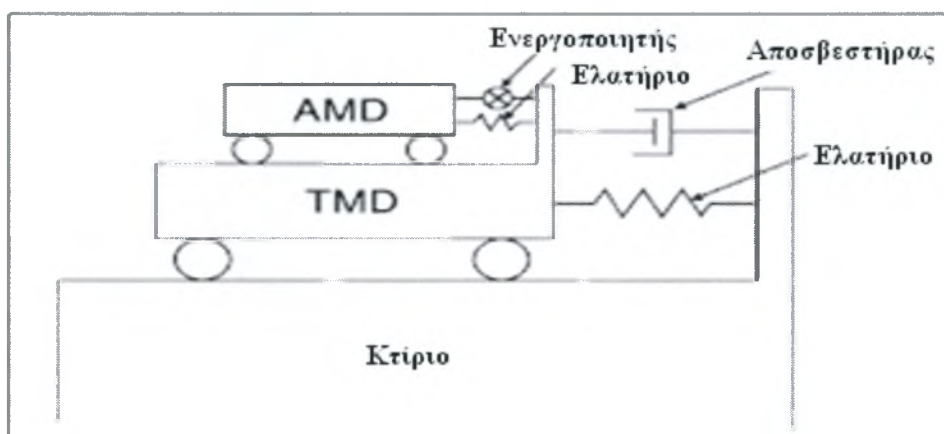 Ενεργοποιητής
Ελατήριο
Αποσβεστήρας
AMD
Ελατήριο
TMD
Κτίριο